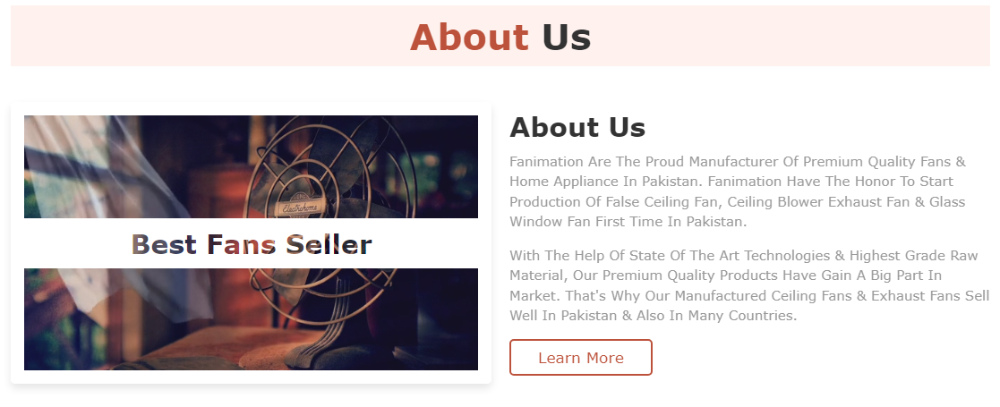 About Us
Electrohome
Best Fans Seller
About Us
Fanimation Are The Proud Manufacturer Of Premium Quality Fans &
Home Appliance In Pakistan. Fanimation Have The Honor To Start
Production Of False Ceiling Fan, Ceiling Blower Exhaust Fan & Glass
Window Fan First Time In Pakistan.
With The Help Of State Of The Art Technologies & Highest Grade Raw
Material, Our Premium Quality Products Have Gain A Big Part In
Market. That's Why Our Manufactured Ceiling Fans & Exhaust Fans Sell
Well In Pakistan & Also In Many Countries.
Learn More